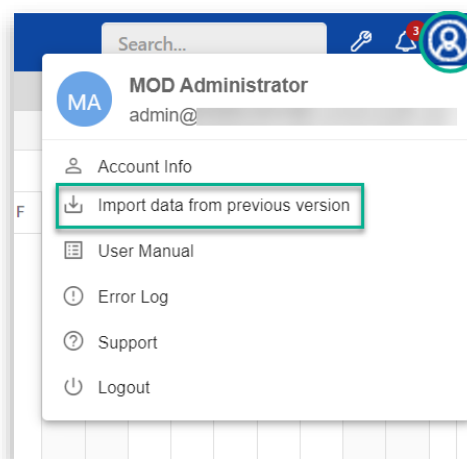 Search...
3
MA
MOD Administrator
admin@
Account Info
Import data from previous version
F
User Manual
Error Log
Support
Logout